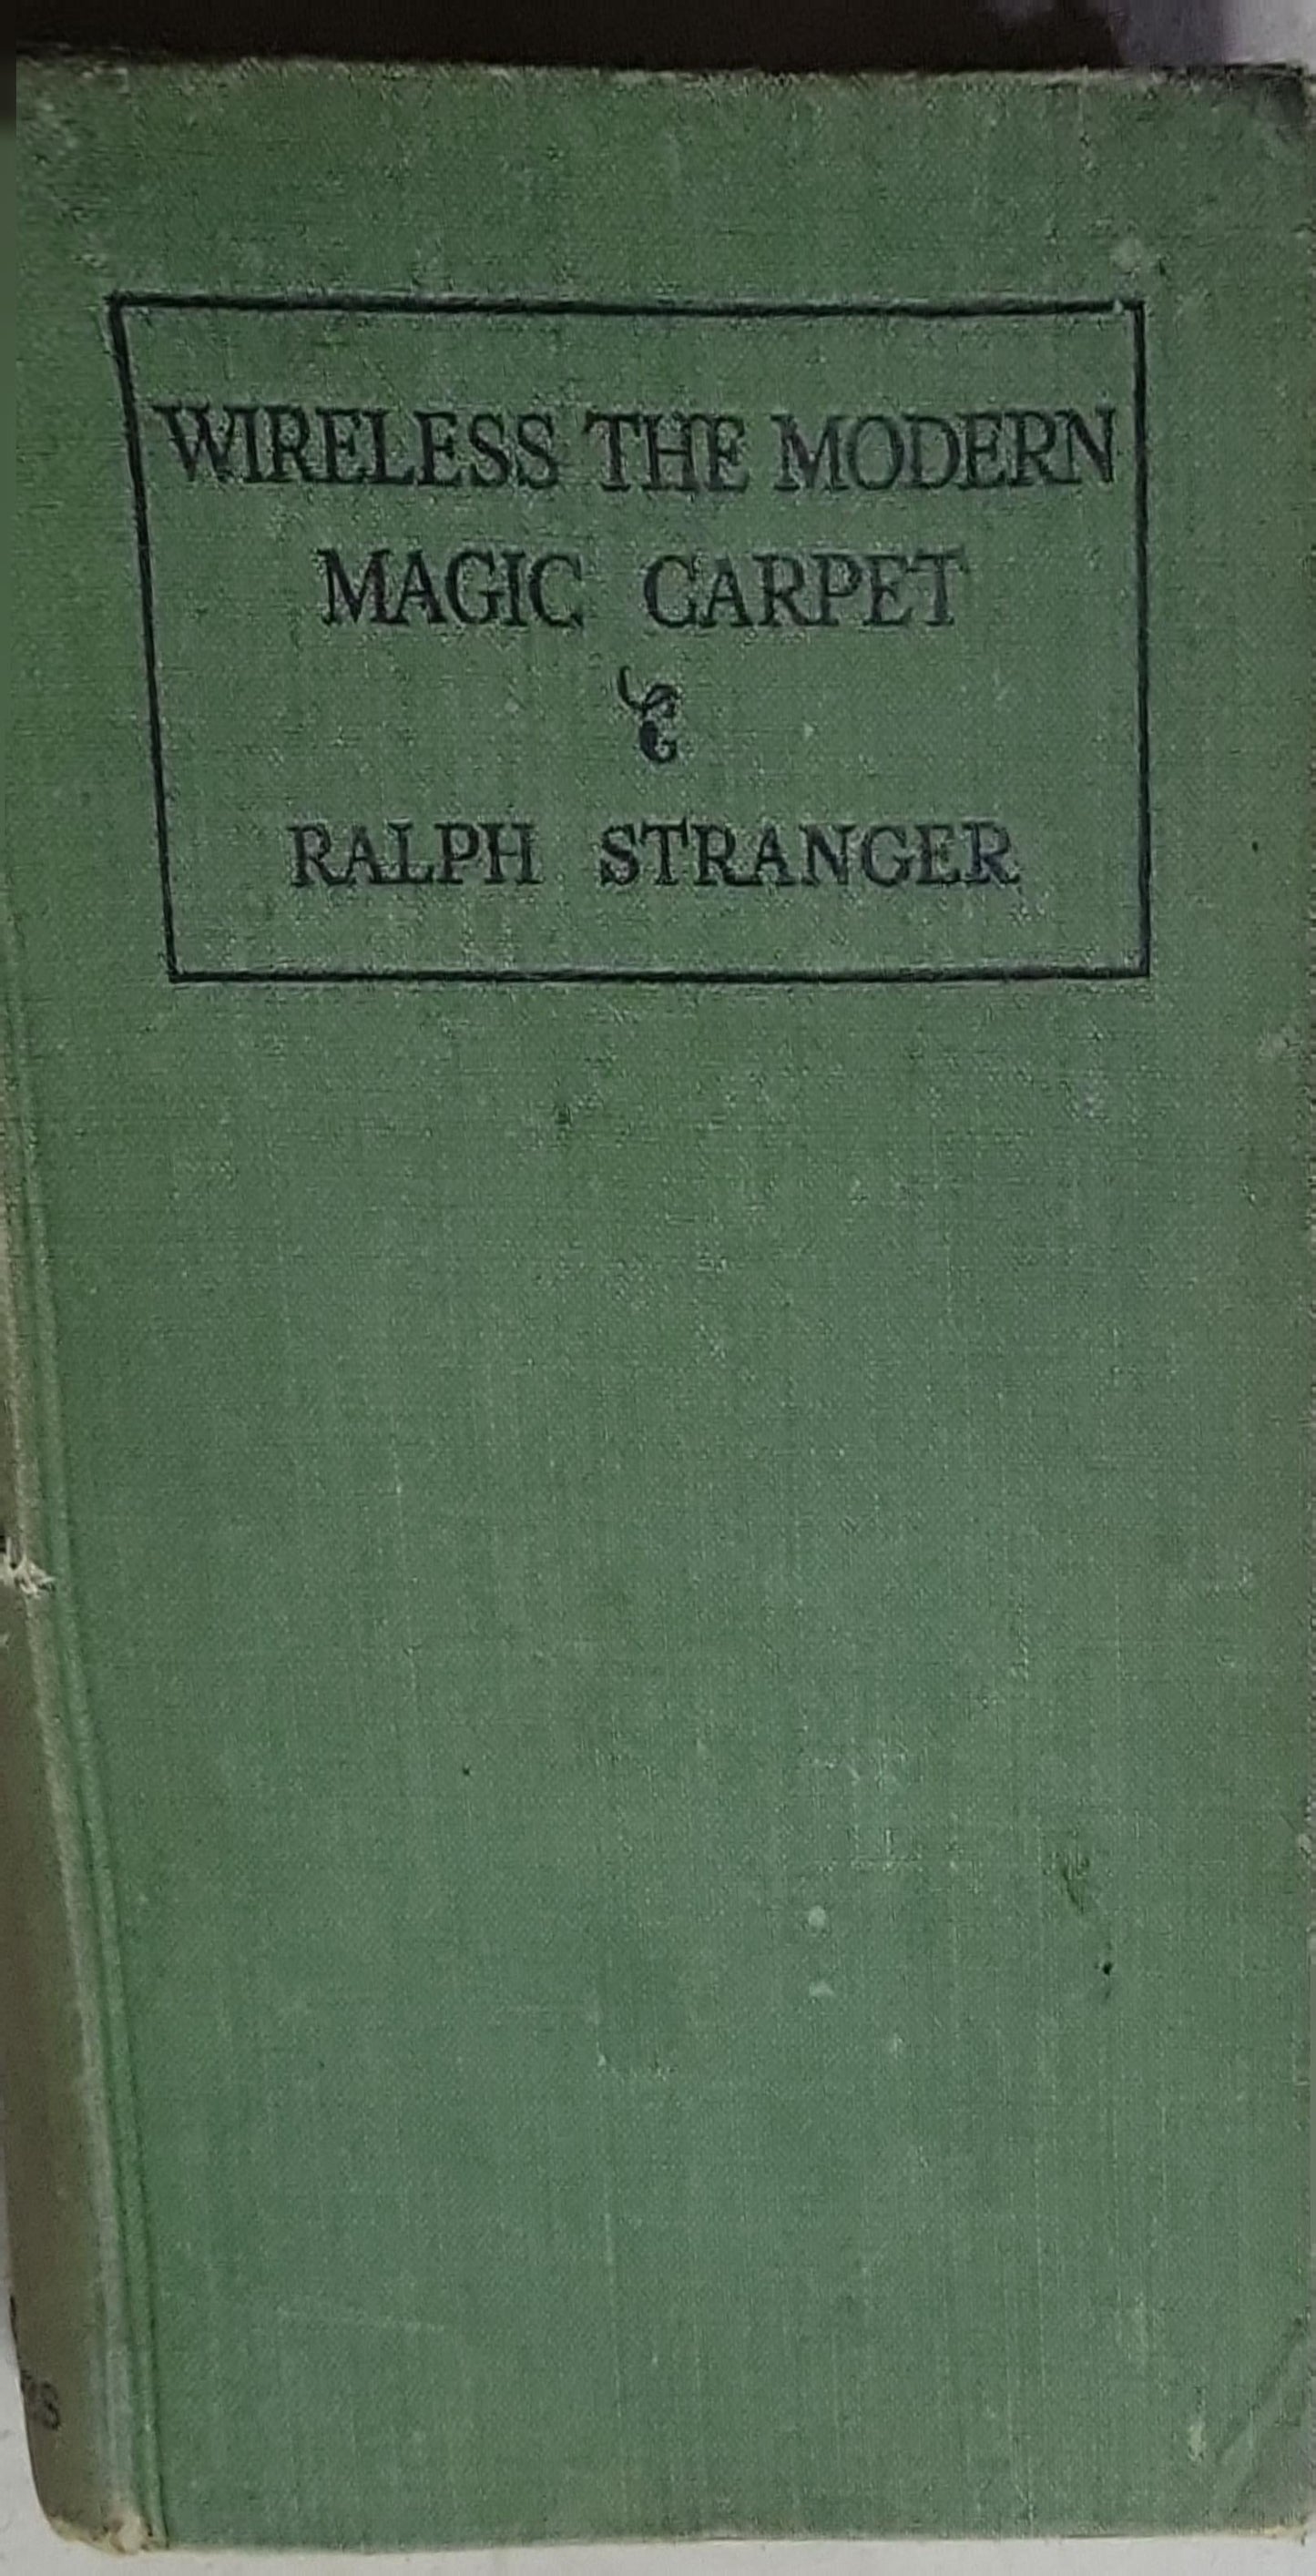 WIRELESS THE MODERN
MAGIC CARPET
RALPH STRANGER